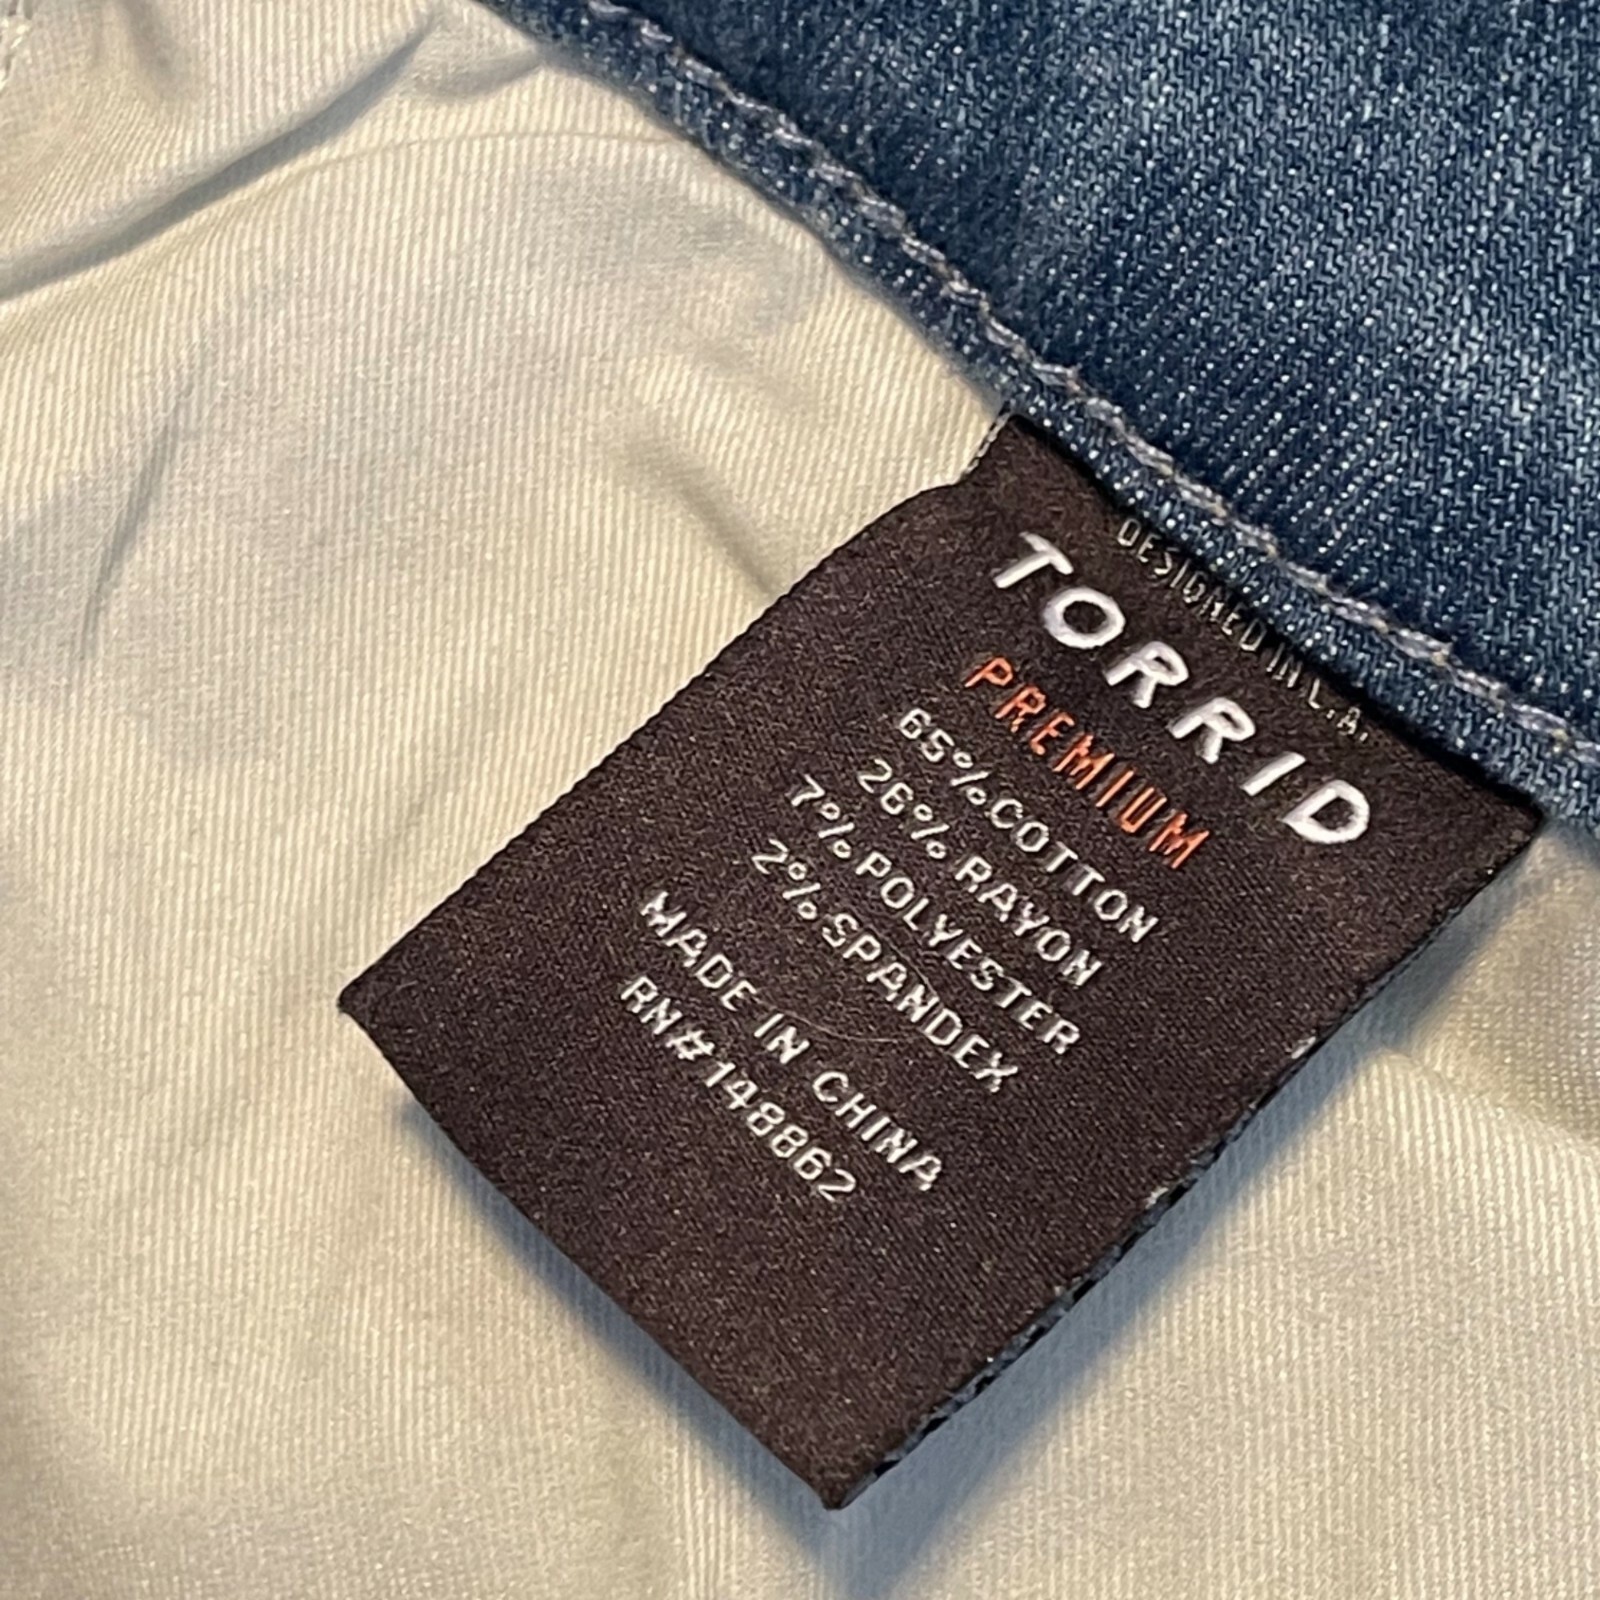 DESIGNED IN C.A.
TORRID
PREMIUM
65% COTTON
26% RAYON
7% POLYESTER
2% SPANDEX
MADE IN CHINA
RN# 148862